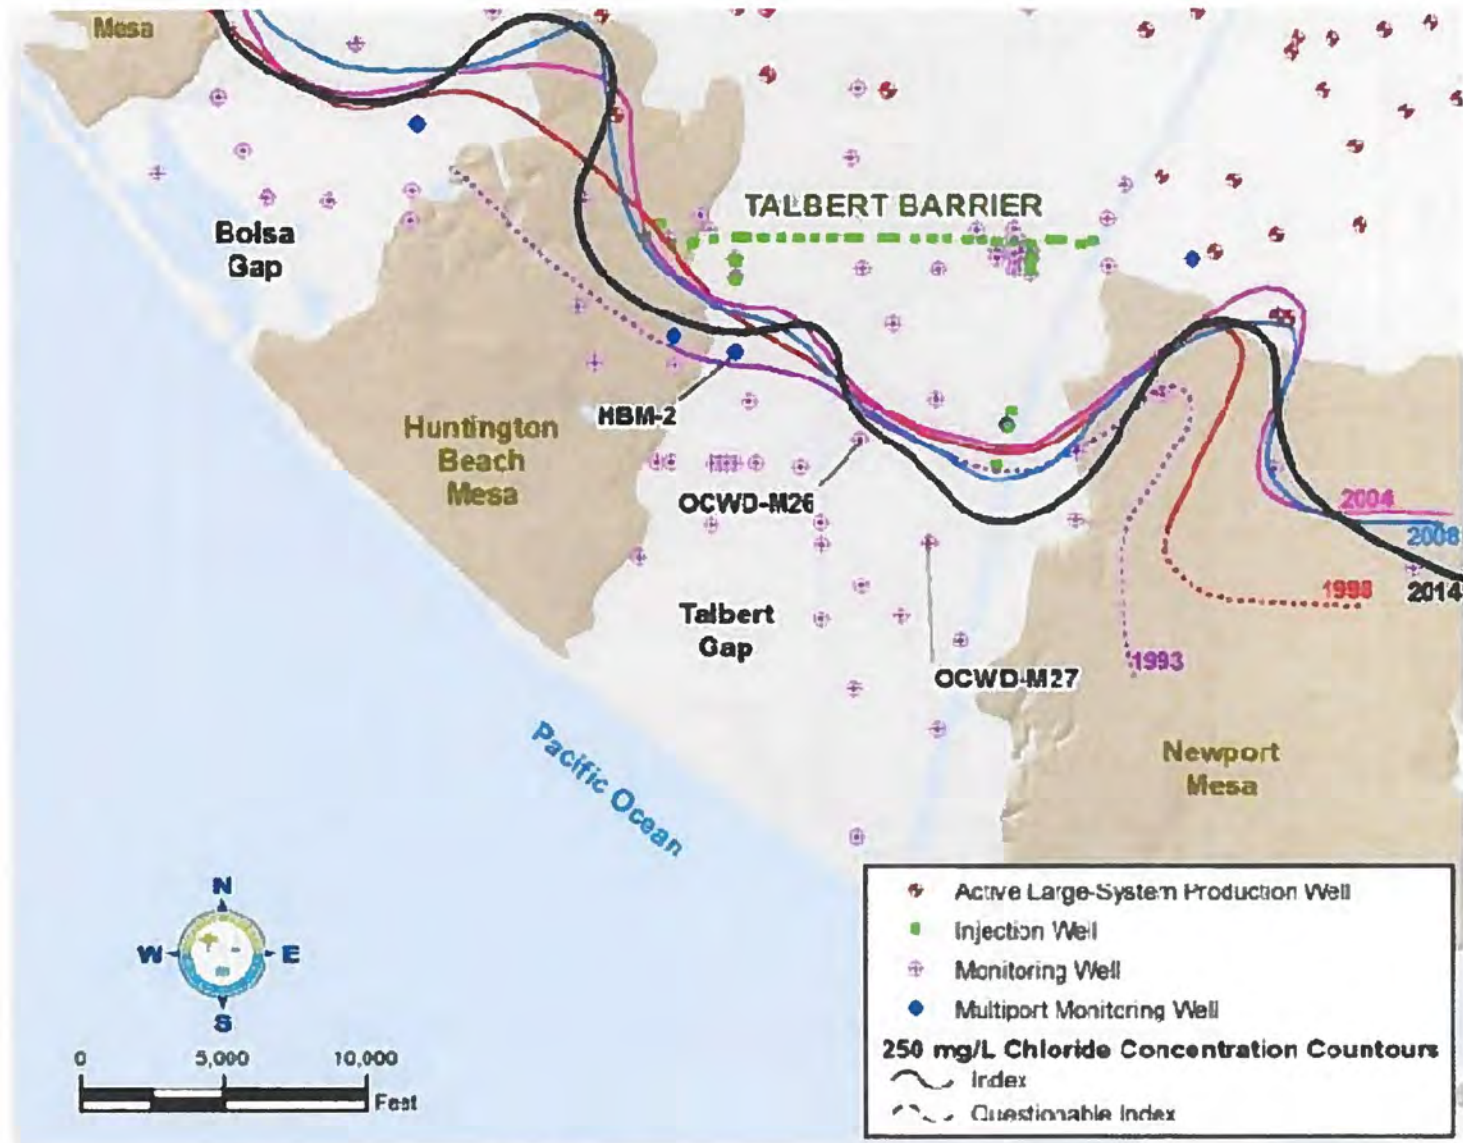 Mesa
TALBERT BARRIER
Bolsa
Gap
HBM-2
Huntington
Beach
Mesa
OCWD-M26
2004
2008
1998
2014
Talbert
Gap
1993
OCWD-M27
Pacific Ocean
Newport
Mesa
N
W
E
S
0
5,000
10,000
Feet
Active Large-System Production Well
Injection Well
Monitoring Well
Multiport Monitoring Well
250 mg/L Chloride Concentration Countours
Index
Questionable Index